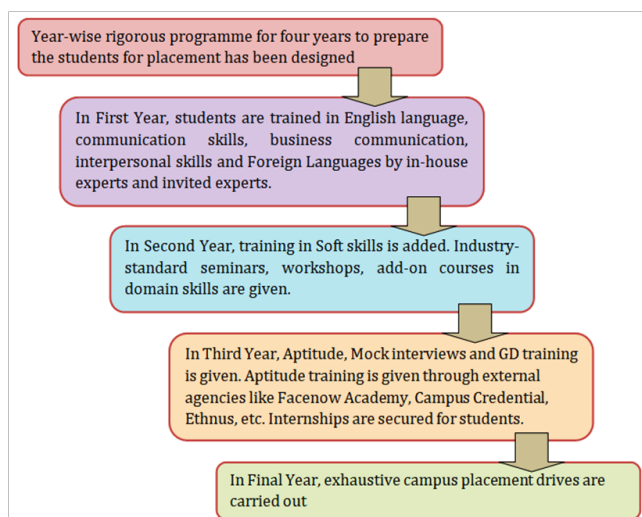 Year-wise rigorous programme for four years to prepare
the students for placement has been designed
In First Year, students are trained in English language,
communication skills, business communication,
interpersonal skills and Foreign Languages by in-house
experts and invited experts.
In Second Year, training in Soft skills is added. Industry-
standard seminars, workshops, add-on courses in
domain skills are given.
In Third Year, Aptitude, Mock interviews and GD training
is given. Aptitude training is given through external
agencies like Facenow Academy, Campus Credential,
Ethnus, etc. Internships are secured for students.
In Final Year, exhaustive campus placement drives are
carried out